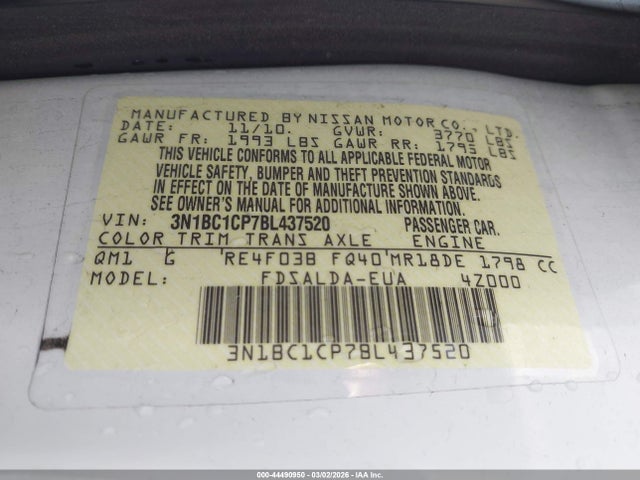 MANUFACTURED BY NISSAN MOTOR CO., LTD.
DATE: 11/10. GVWR: 3770 LBS
GAWR FR: 1993 LBS GAWR RR: 1793 LBS
THIS VEHICLE CONFORMS TO ALL APPLICABLE FEDERAL MOTOR
VEHICLE SAFETY, BUMPER AND THEFT PREVENTION STANDARDS
IN EFFECT ON THE DATE OF MANUFACTURE SHOWN ABOVE.
SEE OWNER'S MANUAL FOR ADDITIONAL INFORMATION.
VIN: 3N1BC1CP7BL437520 PASSENGER CAR.
COLOR TRIM TRANS AXLE ENGINE
QM1 G RE4F03B FQ40 MR18DE 1798 CC
MODEL: FDSALDA-EUA 4Z000
3N1BC1CP7BL437520
000-44490950 - 03/02/2026 - IAA